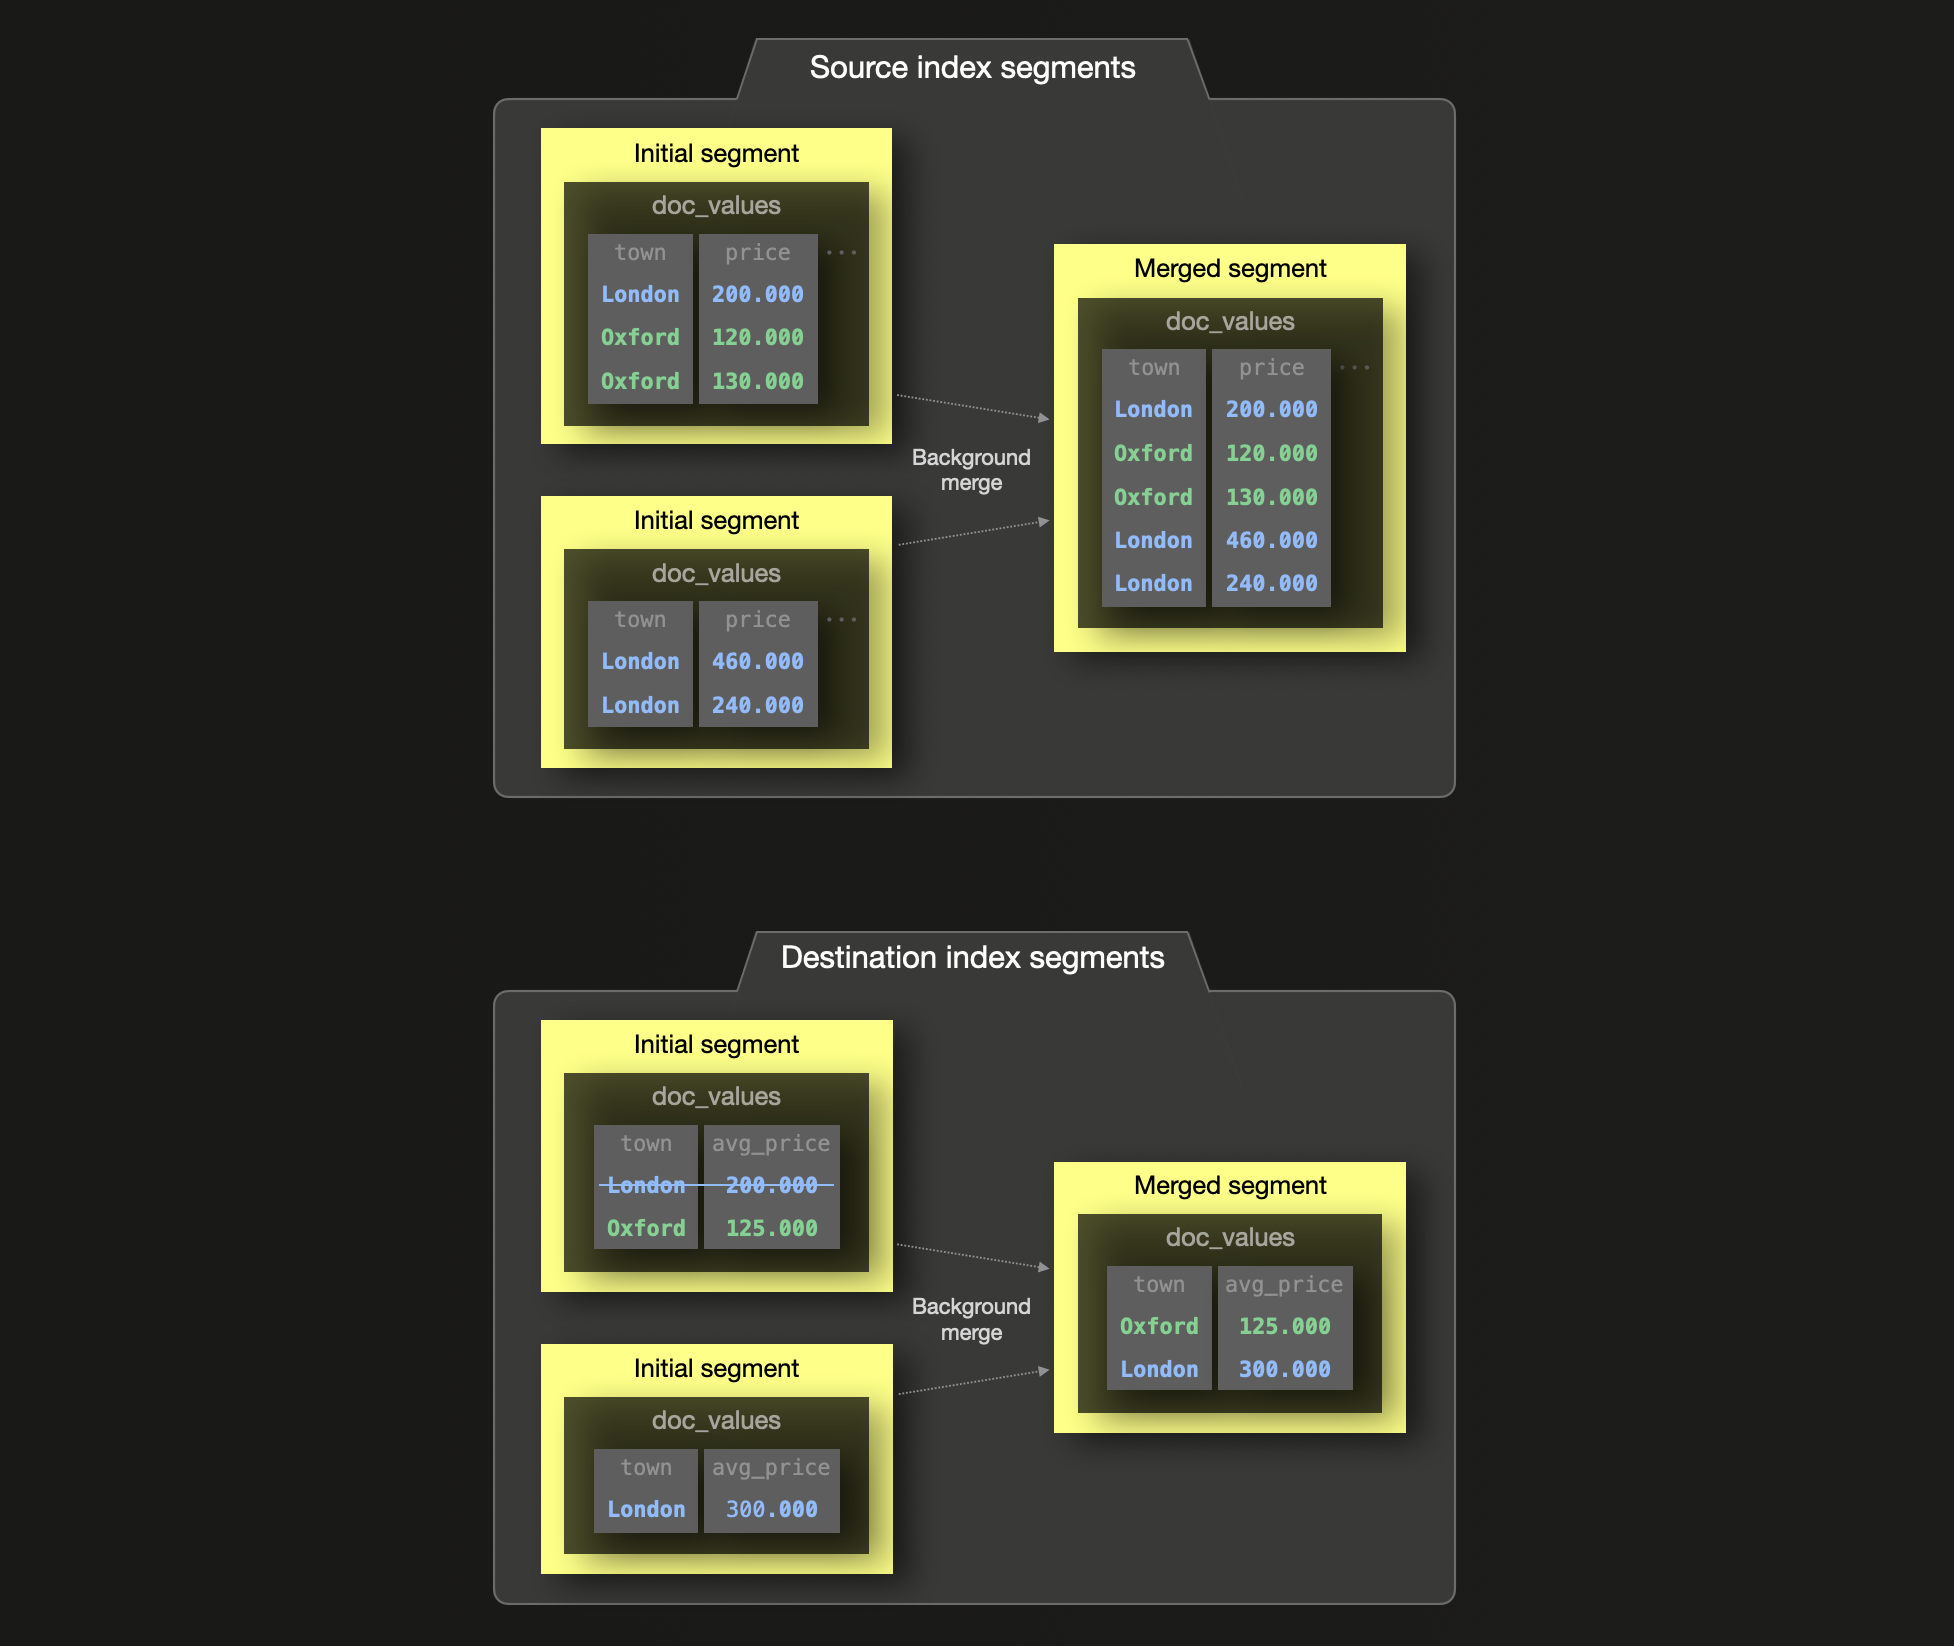 Source index segments
Initial segment
doc_values
town price ...
London 200.000
Oxford 120.000
Oxford 130.000
Background
merge
Initial segment
doc_values
town price ...
London 460.000
London 240.000
Merged segment
doc_values
town price ...
London 200.000
Oxford 120.000
Oxford 130.000
London 460.000
London 240.000
Destination index segments
Initial segment
doc_values
town avg_price
London 200.000
Oxford 125.000
Background
merge
Initial segment
doc_values
town avg_price
London 300.000
Merged segment
doc_values
town avg_price
Oxford 125.000
London 300.000